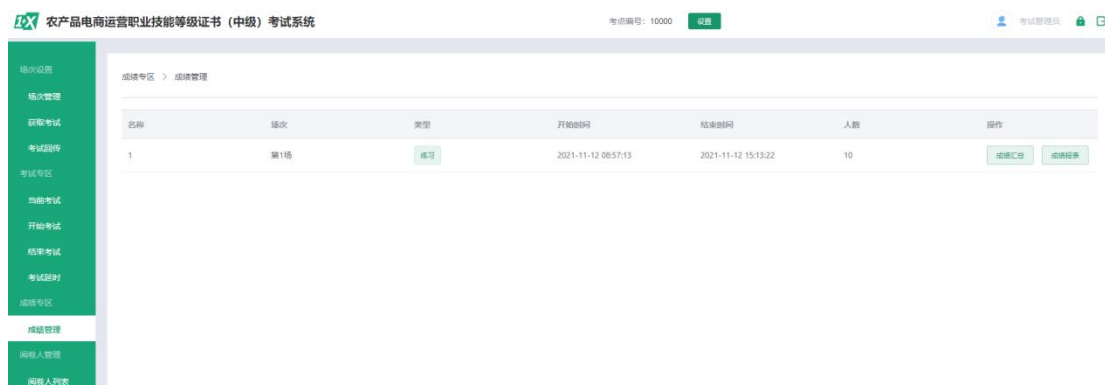 1+X 农产品电商运营职业技能等级证书（中级）考试系统
考点编号：10000 设置
考试管理员
场次设置
场次管理
获取考试
考试回传
考试专区
当前考试
开始考试
结束考试
考试延时
成绩专区
成绩管理
阅卷人管理
阅卷人列表
成绩专区 > 成绩管理
名称 场次 类型 开始时间 结束时间 人数 操作
1 第1场 练习 2021-11-12 08:57:13 2021-11-12 15:13:22 10 成绩汇总 成绩报表